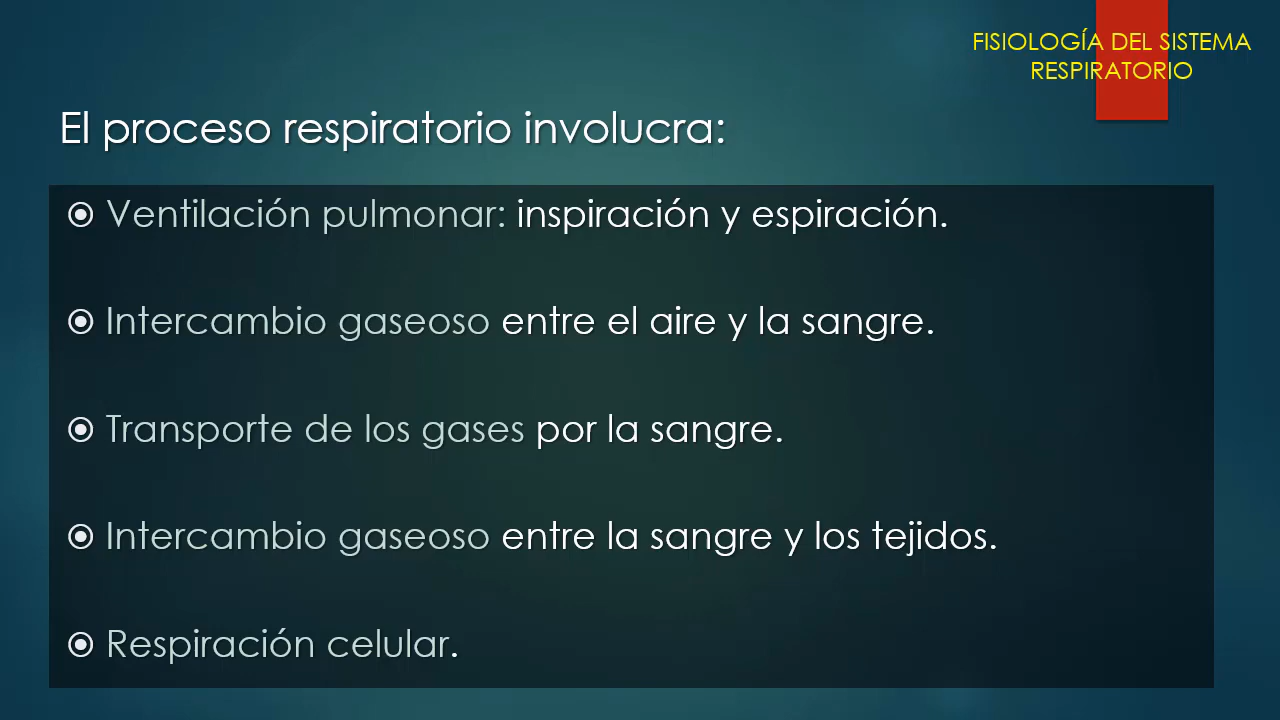 FISIOLOGÍA DEL SISTEMA
RESPIRATORIO
El proceso respiratorio involucra:
Ventilación pulmonar: inspiración y espiración.
Intercambio gaseoso entre el aire y la sangre.
Transporte de los gases por la sangre.
Intercambio gaseoso entre la sangre y los tejidos.
Respiración celular.